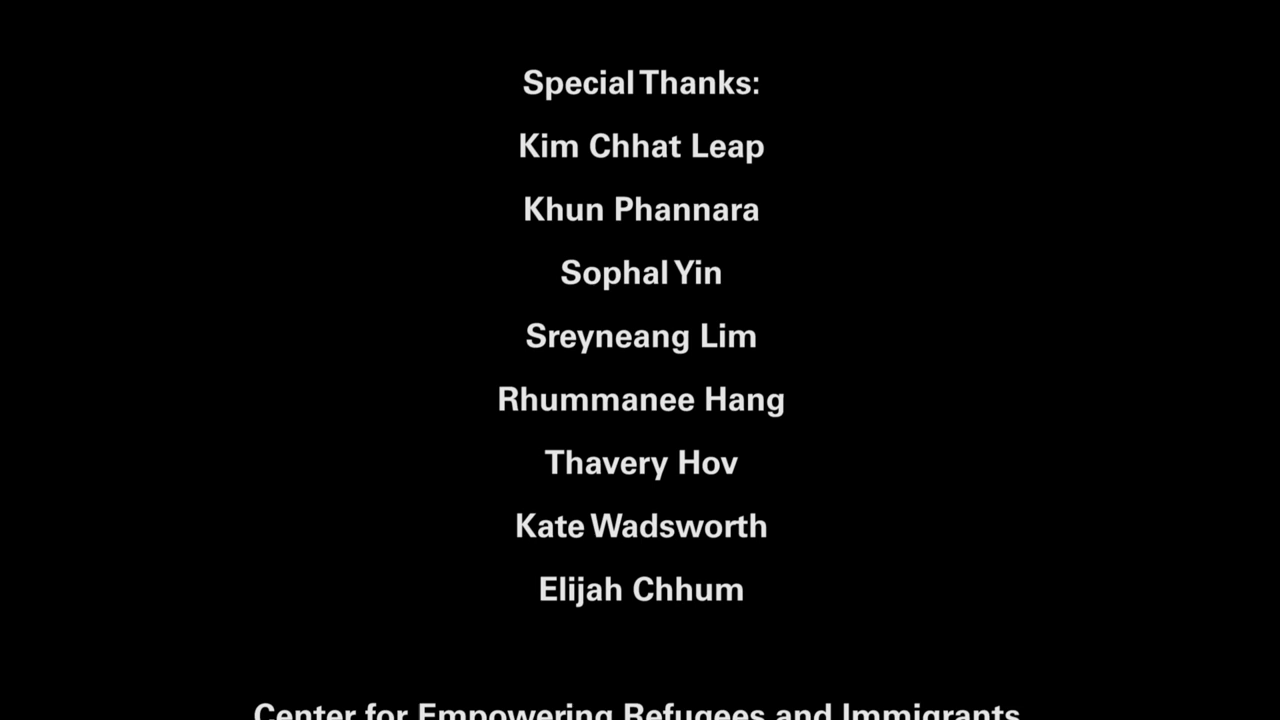 Special Thanks:
Kim Chhat Leap
Khun Phannara
Sophal Yin
Sreyneang Lim
Rhummanee Hang
Thavery Hov
Kate Wadsworth
Elijah Chhum
Center for Empowering Refugees and Immigrants